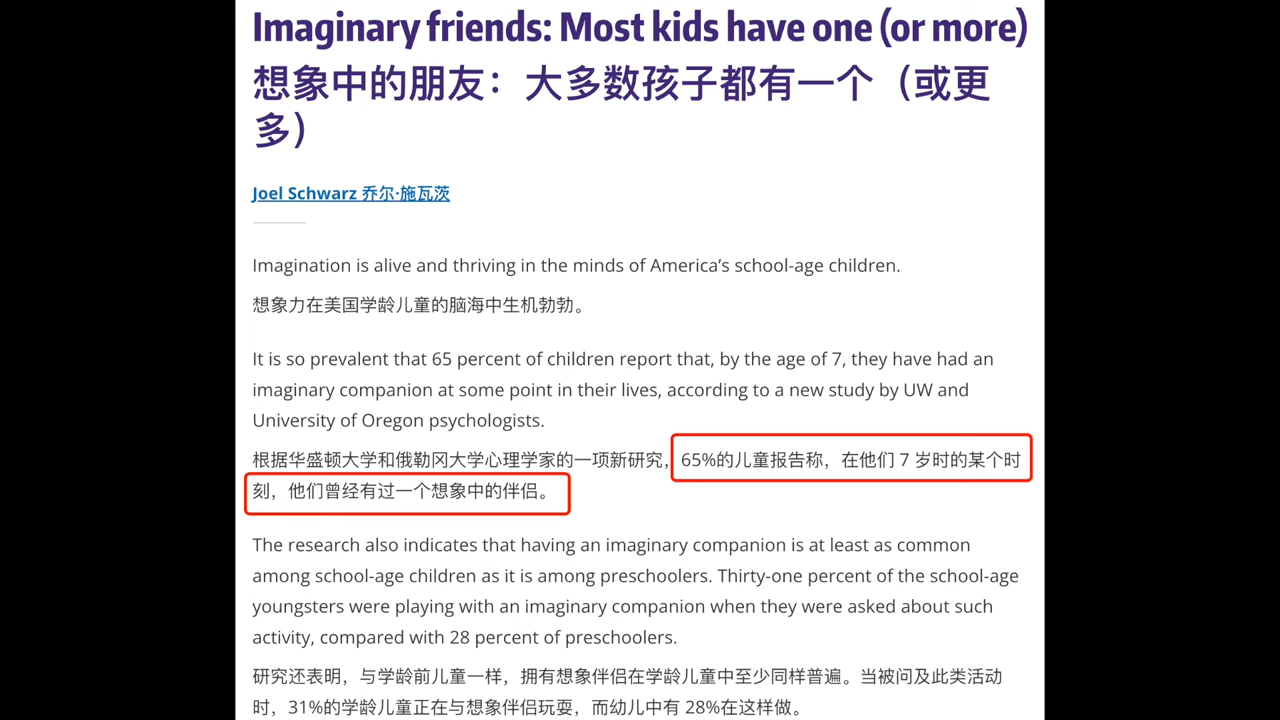 Imaginary friends: Most kids have one (or more)
想象中的朋友：大多数孩子都有一个（或更
多）
Joel Schwarz 乔尔·施瓦茨
Imagination is alive and thriving in the minds of America’s school-age children.
想象力在美国学龄儿童的脑海中生机勃勃。
It is so prevalent that 65 percent of children report that, by the age of 7, they have had an
imaginary companion at some point in their lives, according to a new study by UW and
University of Oregon psychologists.
根据华盛顿大学和俄勒冈大学心理学家的一项新研究，65%的儿童报告称，在他们 7 岁时的某个时
刻，他们曾经有过一个想象中的伴侣。
The research also indicates that having an imaginary companion is at least as common
among school-age children as it is among preschoolers. Thirty-one percent of the school-age
youngsters were playing with an imaginary companion when they were asked about such
activity, compared with 28 percent of preschoolers.
研究还表明，与学龄前儿童一样，拥有想象伴侣在学龄儿童中至少同样普遍。当被问及此类活动
时，31%的学龄儿童正在与想象伴侣玩耍，而幼儿中有 28%在这样做。